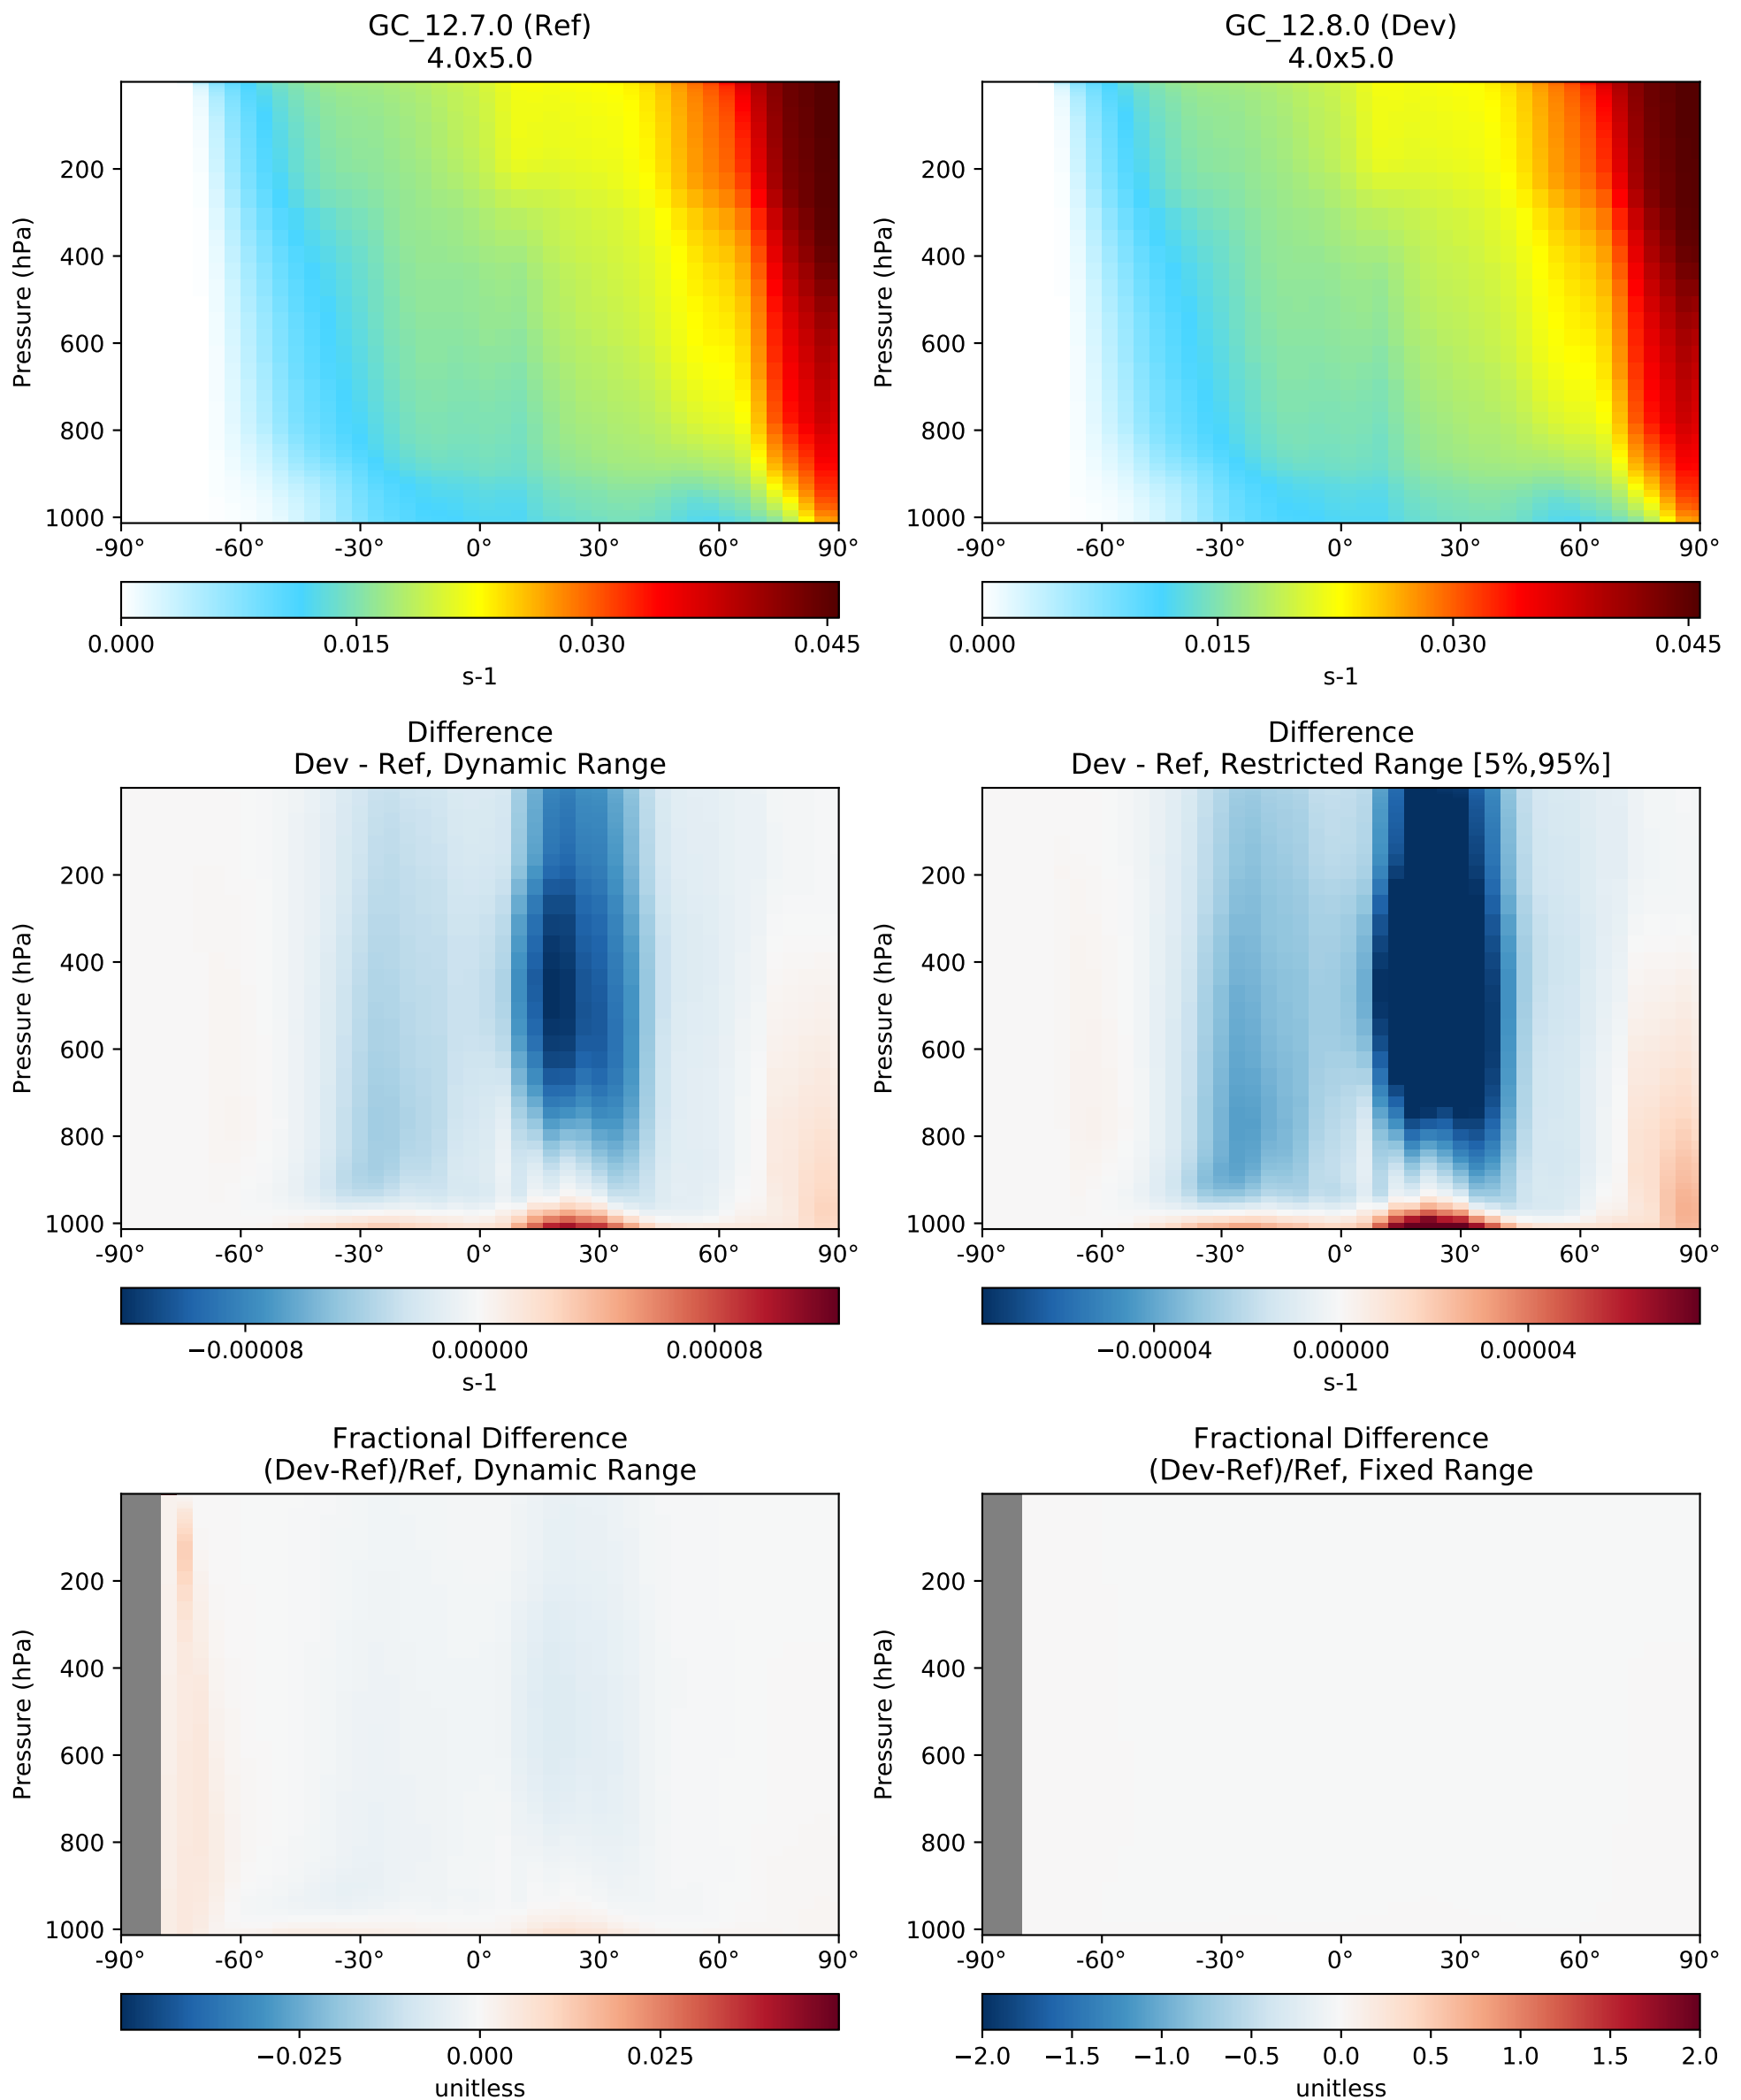 GC_12.7.0 (Ref)
4.0x5.0
Pressure (hPa)
200
400
600
800
1000
-90° -60° -30° 0° 30° 60° 90°
0.000 0.015 0.030 0.045
s-1
GC_12.8.0 (Dev)
4.0x5.0
Pressure (hPa)
200
400
600
800
1000
-90° -60° -30° 0° 30° 60° 90°
0.000 0.015 0.030 0.045
s-1
Difference
Dev - Ref, Dynamic Range
Pressure (hPa)
200
400
600
800
1000
-90° -60° -30° 0° 30° 60° 90°
−0.00008 0.00000 0.00008
s-1
Difference
Dev - Ref, Restricted Range [5%,95%]
Pressure (hPa)
200
400
600
800
1000
-90° -60° -30° 0° 30° 60° 90°
−0.00004 0.00000 0.00004
s-1
Fractional Difference
(Dev-Ref)/Ref, Dynamic Range
Pressure (hPa)
200
400
600
800
1000
-90° -60° -30° 0° 30° 60° 90°
−0.025 0.000 0.025
unitless
Fractional Difference
(Dev-Ref)/Ref, Fixed Range
Pressure (hPa)
200
400
600
800
1000
-90° -60° -30° 0° 30° 60° 90°
−2.0 −1.5 −1.0 −0.5 0.0 0.5 1.0 1.5 2.0
unitless